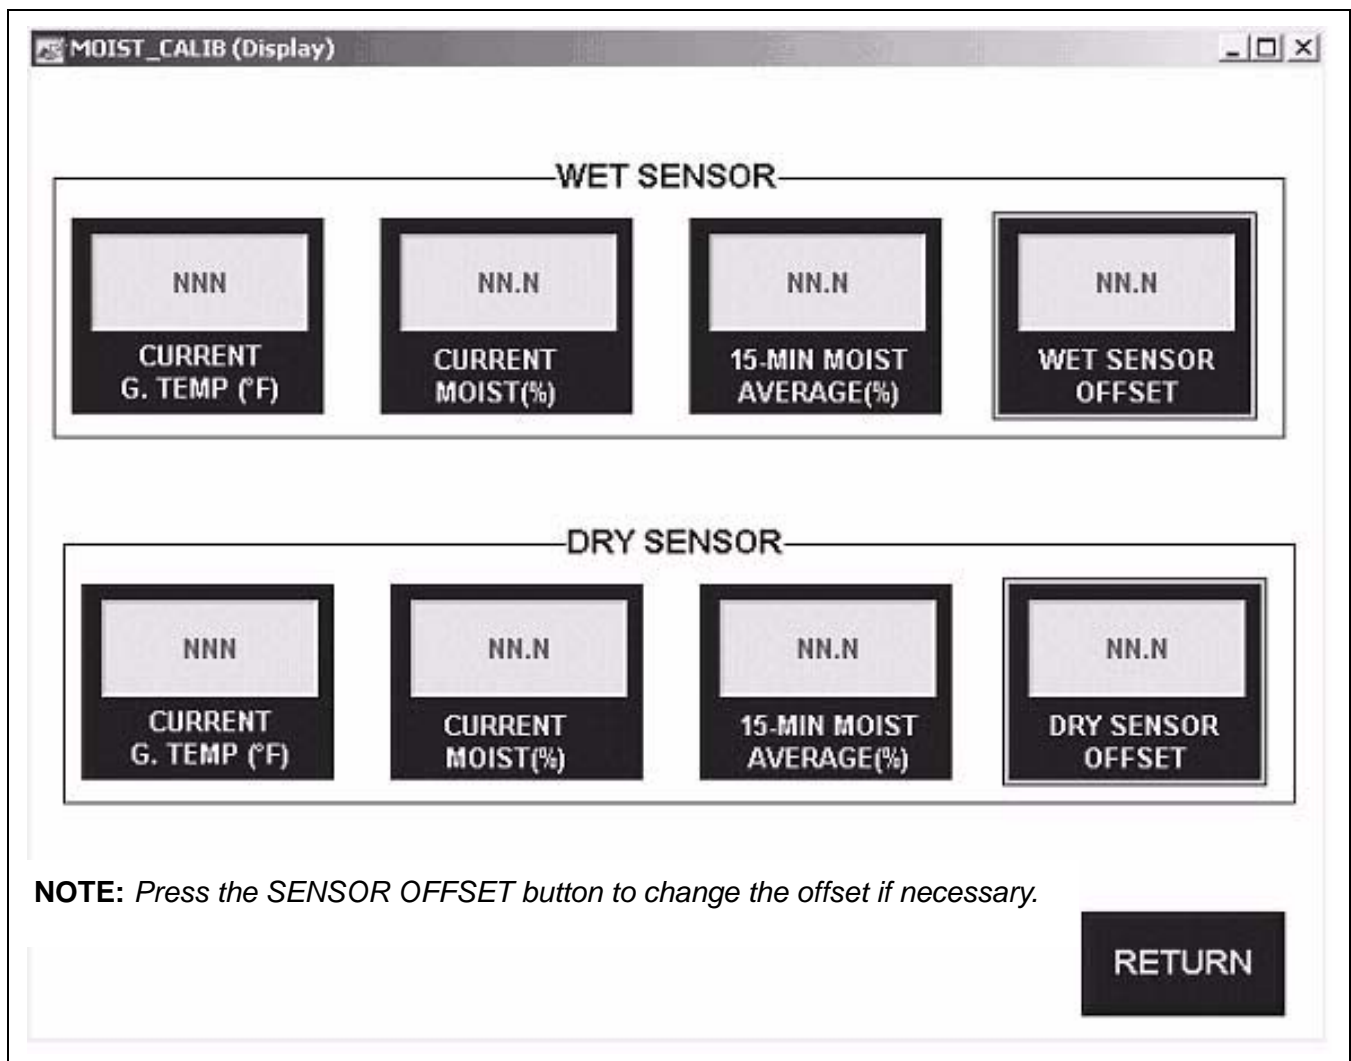 MOIST_CALIB (Display)
WET SENSOR
NNN
CURRENT
G. TEMP (°F)
NN.N
CURRENT
MOIST(%)
NN.N
15-MIN MOIST
AVERAGE(%)
NN.N
WET SENSOR
OFFSET
DRY SENSOR
NNN
CURRENT
G. TEMP (°F)
NN.N
CURRENT
MOIST(%)
NN.N
15-MIN MOIST
AVERAGE(%)
NN.N
DRY SENSOR
OFFSET
NOTE: Press the SENSOR OFFSET button to change the offset if necessary.
RETURN